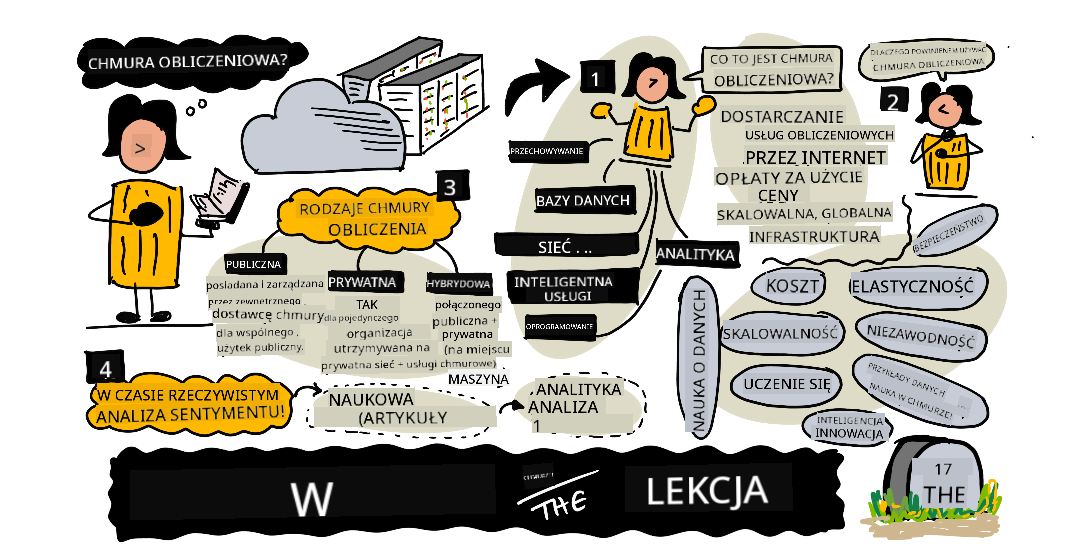 CHMURA OBLICZENIOWA?
1
CO TO JEST CHMURA
OBLICZENIOWA?
DLACZEGO POWINIENEM UŻYWAĆ
CHMURA OBLICZENIOWA
2
DOSTARCZANIE
USŁUG OBLICZENIOWYCH
.PRZEZ INTERNET
OPŁATY ZA UŻYCIE
CENY
SKALOWALNA, GLOBALNA
INFRASTRUKTURA
PRZECHOWYWANIE
BAZY DANYCH
SIEĆ . ..
ANALITYKA
INTELIGENTNA
USŁUGI
OPROGRAMOWANIE
3
RODZAJE CHMURY
OBLICZENIA
PUBLICZNA
posiadana i zarządzana
przez zewnętrznego
dostawcę chmury
dla wspólnego .
użytek publiczny.
PRYWATNA
TAK
dla pojedynczego
organizacja
utrzymywana na
prywatna sieć + usługi chmurowe)
HYBRYDOWA
połączonego
publiczna +
prywatna
(na miejscu
MASZYNA
BEZPIECZEŃSTWO
KOSZT
ELASTYCZNOŚĆ
SKALOWALNOŚĆ
NIEZAWODNOŚĆ
UCZENIE SIĘ
PRZYKŁADY DANYCH
NAUKA W CHMURZE!
INTELIGENCJA
INNOWACJA
NAUKA O DANYCH
4
W CZASIE RZECZYWISTYM
ANALIZA SENTYMENTU!
NAUKOWA
(ARTYKUŁY
ANALITYKA
ANALIZA
1
W
THE
LEKCJA
17
THE